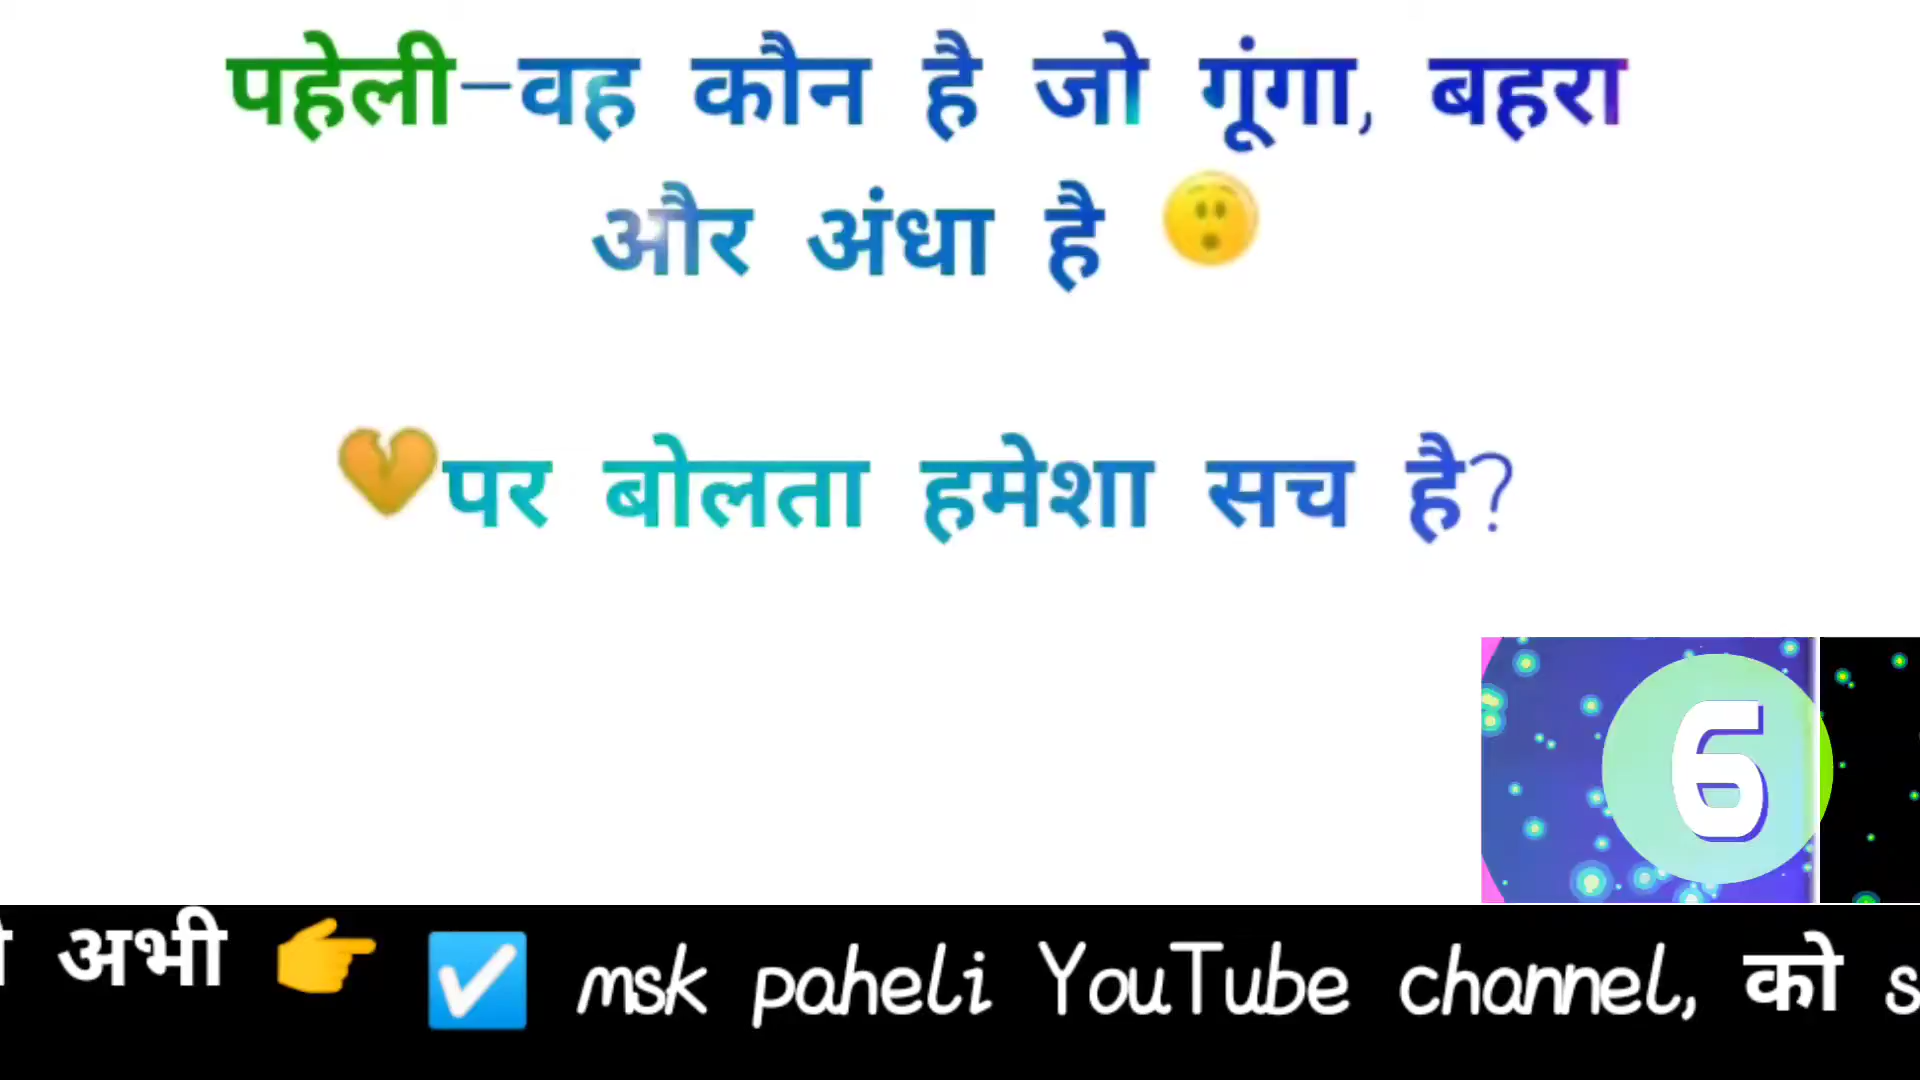 पहेली-वह कौन है जो गूंगा, बहरा
और अंधा है 😯
💔पर बोलता हमेशा सच है?
6
अभी 👉 ☑ msk paheli YouTube channel, को s